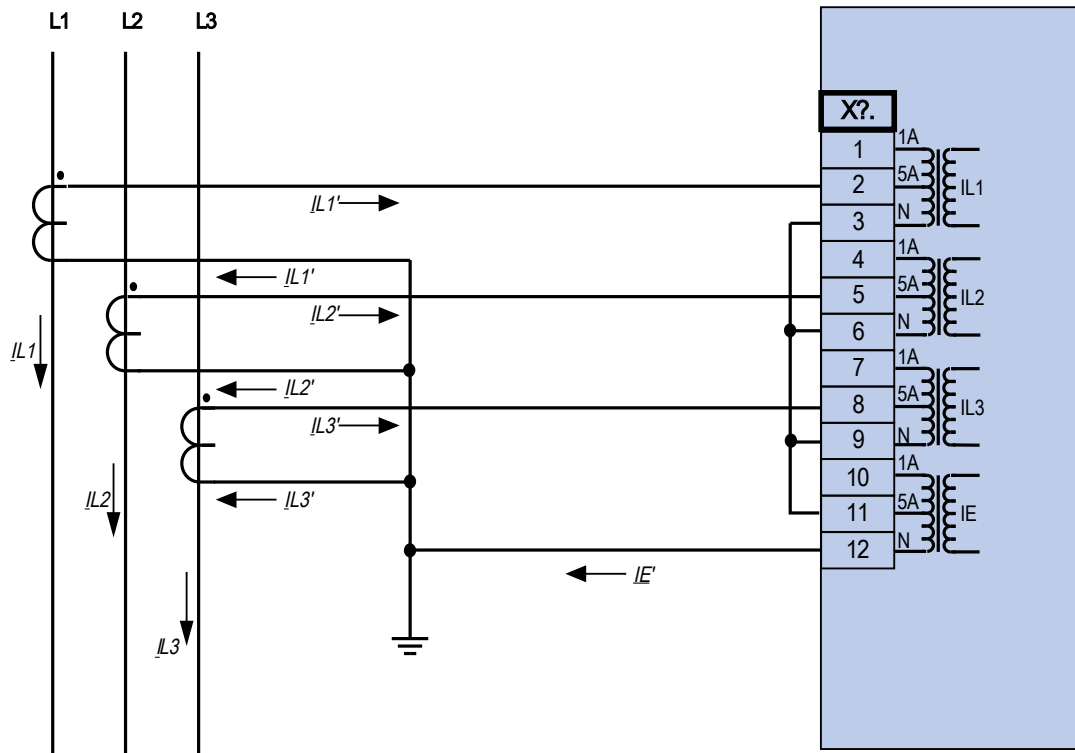 L1 L2 L3
X?.
1 1A
2 5A IL1
3 N
4 1A
5 5A IL2
6 N
7 1A
8 5A IL3
9 N
10 1A
11 5A IE
12 N
IL1'
IL1'
IL2'
IL1
IL2'
IL3'
IL2
IL3'
IE'
IL3